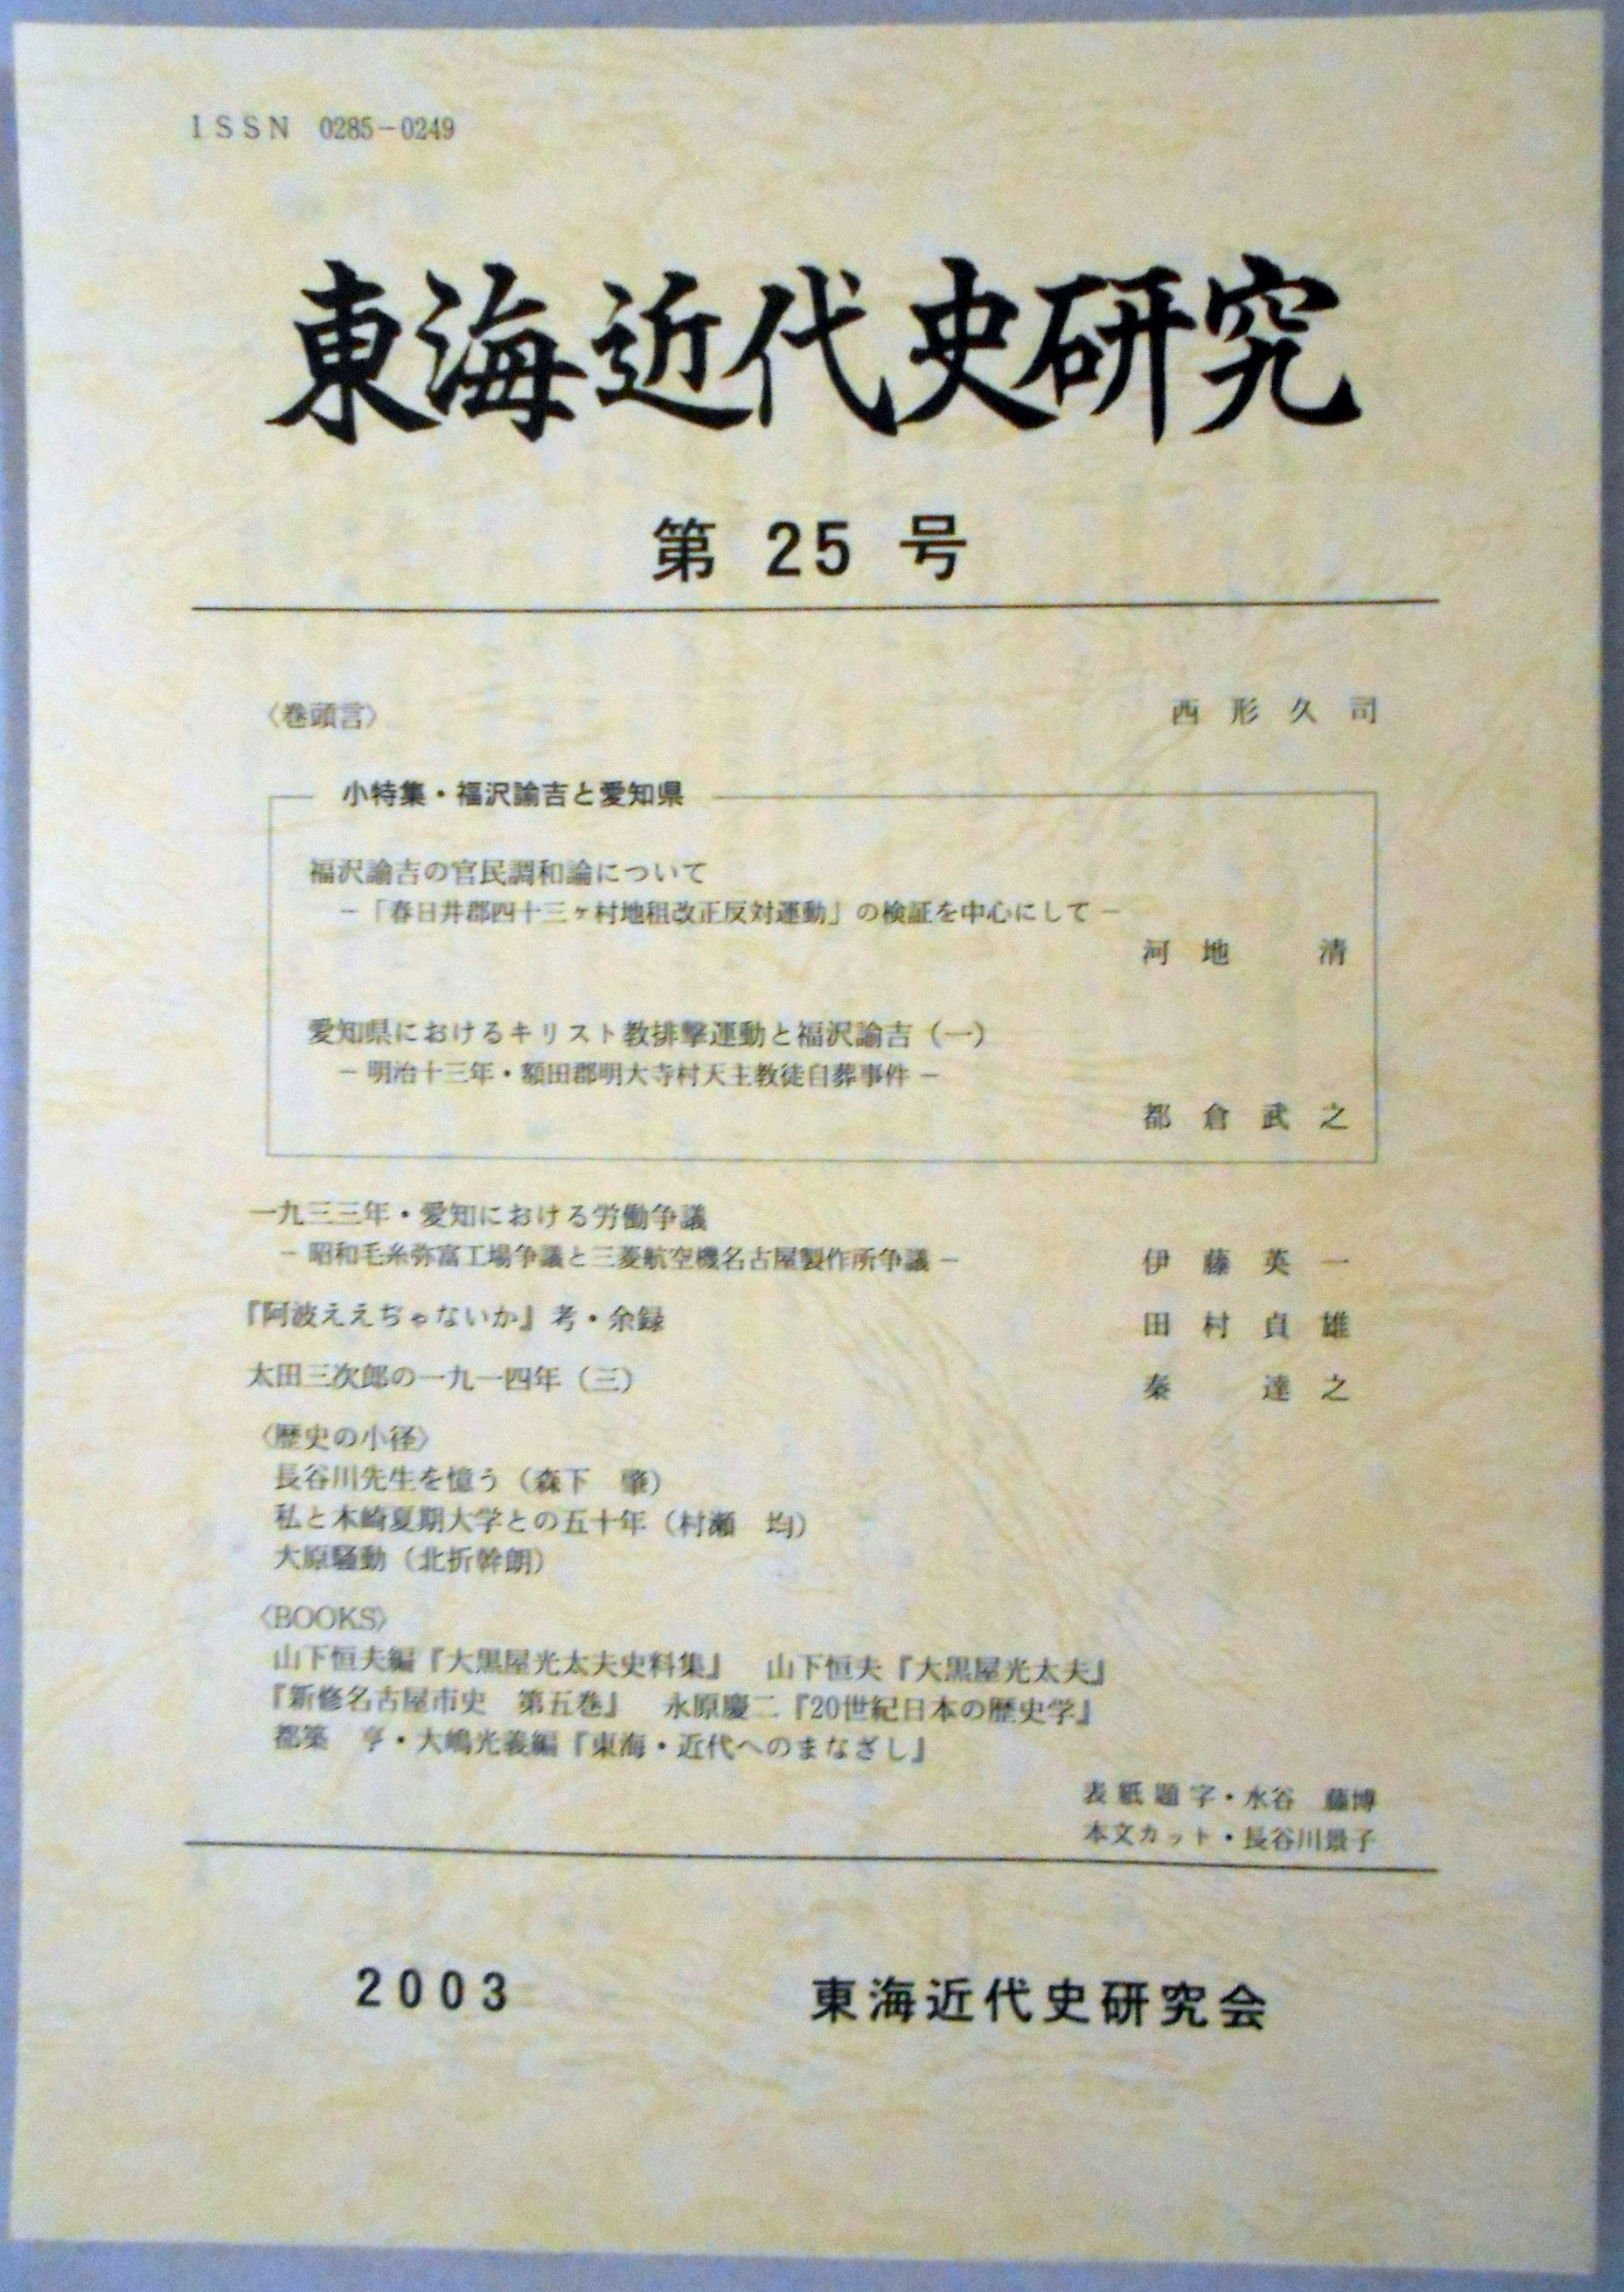 ISSN 0285-0249
東海近代史研究
第 25 号
〈巻頭言〉 西形久司
小特集・福沢諭吉と愛知県
福沢諭吉の官民調和論について
－「春日井郡四十三ヶ村地租改正反対運動」の検証を中心にして－
河地 清
愛知県におけるキリスト教排撃運動と福沢諭吉（一）
－明治十三年・額田郡明大寺村天主教徒自葬事件－
都倉武之
一九三三年・愛知における労働争議
－昭和毛糸弥富工場争議と三菱航空機名古屋製作所争議－ 伊藤英一
『阿波ええぢゃないか』考・余録 田村貞雄
太田三次郎の一九一四年（三） 秦 達之
〈歴史の小径〉
長谷川先生を憶う（森下 肇）
私と木崎夏期大学との五十年（村瀬 均）
大原騒動（北折幹朗）
〈BOOKS〉
山下恒夫編『大黒屋光太夫史料集』 山下恒夫『大黒屋光太夫』
『新修名古屋市史 第五巻』 永原慶二『20世紀日本の歴史学』
都築 亨・大嶋光義編『東海・近代へのまなざし』
表紙題字・水谷 藤博
本文カット・長谷川景子
2003 東海近代史研究会